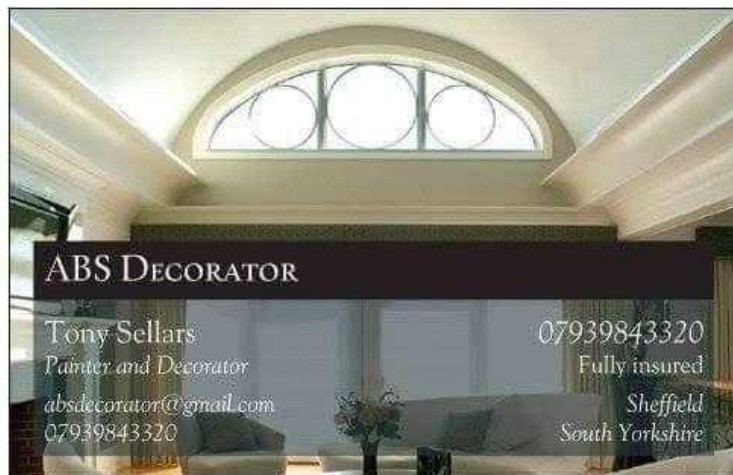 ABS DECORATOR
Tony Sellars
Painter and Decorator
absdecorator@gmail.com
07939843320
07939843320
Fully insured
Sheffield
South Yorkshire